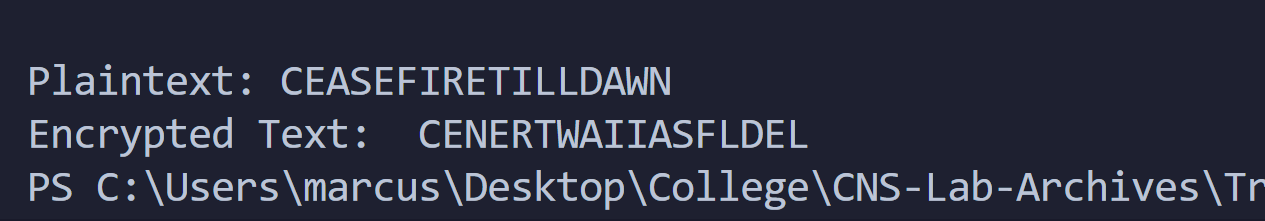 Plaintext: CEASEFIRETILLDAWN
Encrypted Text:  CENERTWAIIASFLDEL
PS C:\Users\marcus\Desktop\College\CNS-Lab-Archives\Tr